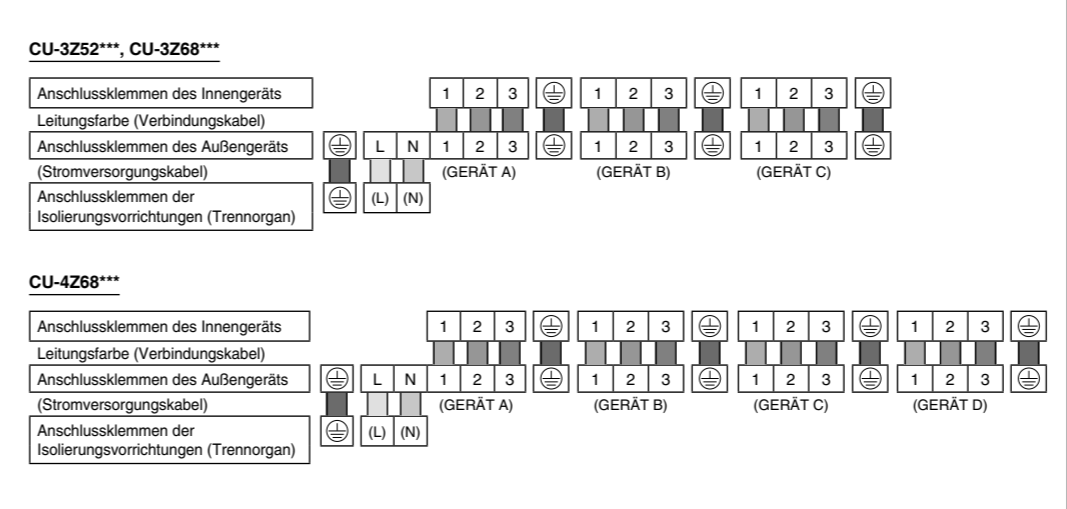 CU-3Z52***, CU-3Z68***
Anschlussklemmen des Innengeräts 1 2 3 1 2 3 1 2 3
Leitungsfarbe (Verbindungskabel)
Anschlussklemmen des Außengeräts L N 1 2 3 1 2 3 1 2 3
(Stromversorgungskabel) (GERÄT A) (GERÄT B) (GERÄT C)
Anschlussklemmen der
Isolierungsvorrichtungen (Trennorgan) (L) (N)
CU-4Z68***
Anschlussklemmen des Innengeräts 1 2 3 1 2 3 1 2 3 1 2 3
Leitungsfarbe (Verbindungskabel)
Anschlussklemmen des Außengeräts L N 1 2 3 1 2 3 1 2 3 1 2 3
(Stromversorgungskabel) (GERÄT A) (GERÄT B) (GERÄT C) (GERÄT D)
Anschlussklemmen der
Isolierungsvorrichtungen (Trennorgan) (L) (N)